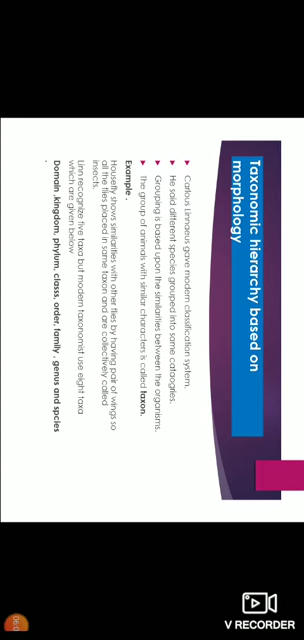 Taxonomic hierarchy based on
morphology
Carlous Linnaeus gave modern classification system.
He said different species grouped into same cataogries.
Grouping is based upon the similarities between the organisms.
The group of animals with similar characters is called taxon.
Example .
Housefly shows similarities with other flies by having pair of wings so
all the flies placed in same taxon and are collectively called
insects.
Linn recognize five taxa but modern taxonomist use eight taxa
which are given below
Domain ,kingdom, phylum, classs, order, family , genus and spcies
.
V RECORDER